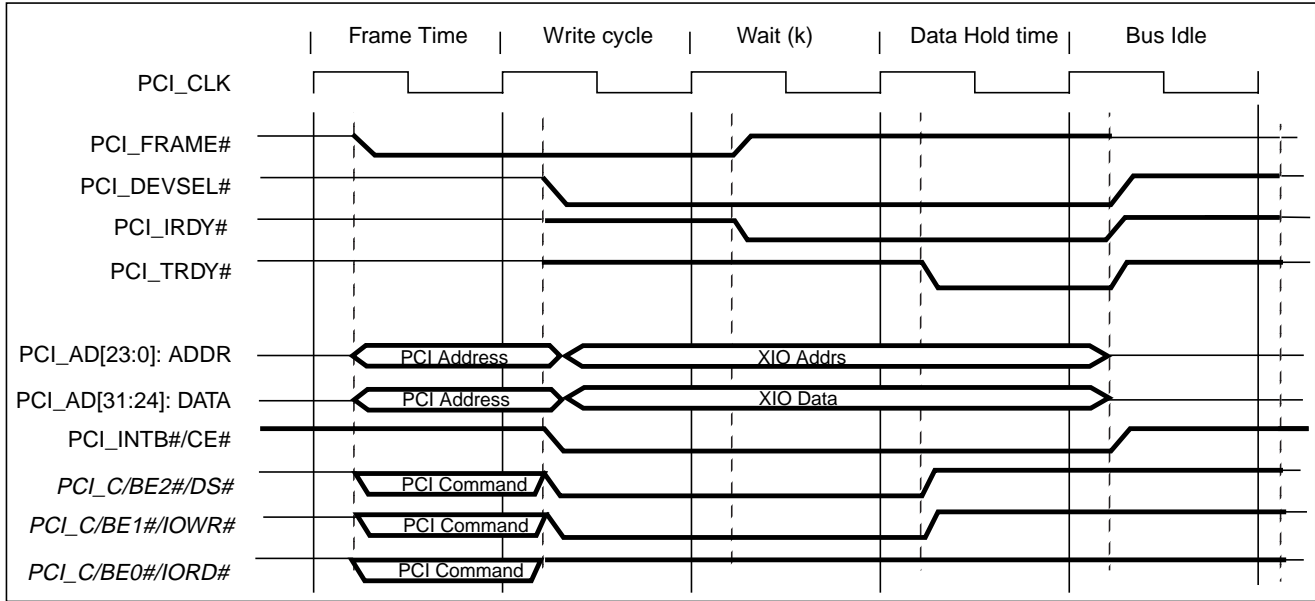 Frame Time Write cycle Wait (k) Data Hold time Bus Idle
PCI_CLK
PCI_FRAME#
PCI_DEVSEL#
PCI_IRDY#
PCI_TRDY#
PCI_AD[23:0]: ADDR PCI Address XIO Addrs
PCI_AD[31:24]: DATA PCI Address XIO Data
PCI_INTB#/CE#
PCI_C/BE2#/DS# PCI Command
PCI_C/BE1#/IOWR# PCI Command
PCI_C/BE0#/IORD# PCI Command